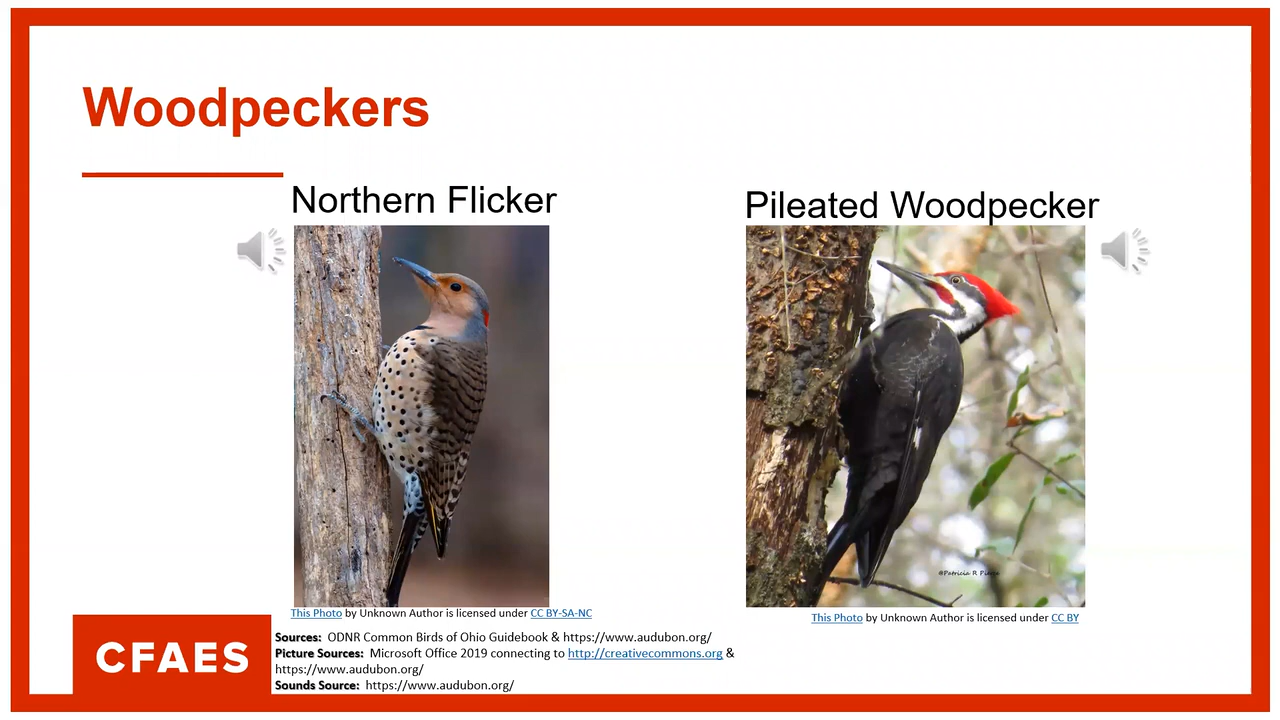 Woodpeckers
Northern Flicker
Pileated Woodpecker
@Patricia R Pierce
This Photo by Unknown Author is licensed under CC BY-SA-NC
This Photo by Unknown Author is licensed under CC BY
CFAES
Sources: ODNR Common Birds of Ohio Guidebook & https://www.audubon.org/
Picture Sources: Microsoft Office 2019 connecting to http://creativecommons.org &
https://www.audubon.org/
Sounds Source: https://www.audubon.org/